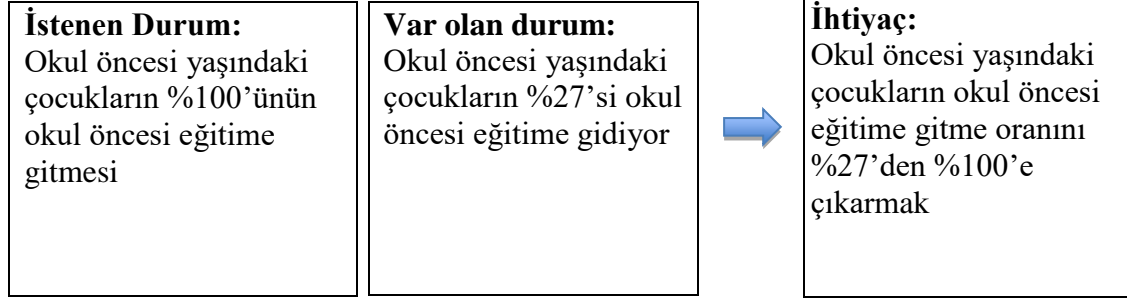 İstenen Durum:
Okul öncesi yaşındaki
çocukların %100’ünün
okul öncesi eğitime
gitmesi
Var olan durum:
Okul öncesi yaşındaki
çocukların %27’si okul
öncesi eğitime gidiyor
İhtiyaç:
Okul öncesi yaşındaki
çocukların okul öncesi
eğitime gitme oranını
%27’den %100’e
çıkarmak